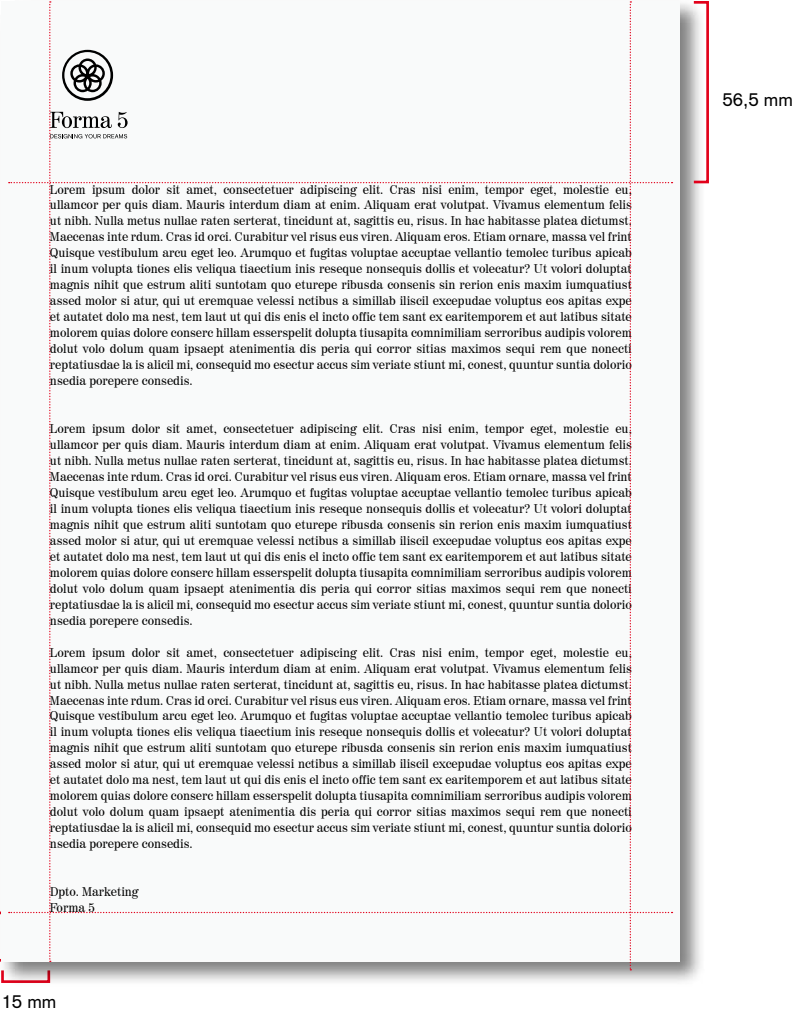 56,5 mm
Forma 5
DESIGNING YOUR DREAMS
Lorem ipsum dolor sit amet, consectetuer adipiscing elit. Cras nisi enim, tempor eget, molestie eu,
ullamcor per quis diam. Mauris interdum diam at enim. Aliquam erat volutpat. Vivamus elementum felis
ut nibh. Nulla metus nullae raten serterat, tincidunt at, sagittis eu, risus. In hac habitasse platea dictumst.
Maecenas inte rdum. Cras id orci. Curabitur vel risus eus viren. Aliquam eros. Etiam ornare, massa vel frint
Quisque vestibulum arcu eget leo. Arumquo et fugitas voluptae accuptae vellantio temolec turibus apicab
il inum volupta tiones elis veliqua tiaectium inis reseque nonsequis dollis et volecatur? Ut volori doluptat
magnis nihit que estrum aliti suntotam quo eturepe ribusda consenis sin rerion enis maxim iumquatiust
assed molor si atur, qui ut eremquae velessi nctibus a simillab iliscil excepudae voluptus eos apitas expe
et autatet dolo ma nest, tem laut ut qui dis enis el incto offic tem sant ex earitemporem et aut latibus sitate
molorem quias dolore conserc hillam esserspelit dolupta tiusapita comnimiliam serroribus audipis volorem
dolut volo dolum quam ipsaept atenimentia dis peria qui corror sitias maximos sequi rem que nonecti
reptatiusdae la is alicil mi, consequid mo esectur accus sim veriate stiunt mi, conest, quuntur suntia dolorio
nsedia porepere consedis.
Lorem ipsum dolor sit amet, consectetuer adipiscing elit. Cras nisi enim, tempor eget, molestie eu,
ullamcor per quis diam. Mauris interdum diam at enim. Aliquam erat volutpat. Vivamus elementum felis
ut nibh. Nulla metus nullae raten serterat, tincidunt at, sagittis eu, risus. In hac habitasse platea dictumst.
Maecenas inte rdum. Cras id orci. Curabitur vel risus eus viren. Aliquam eros. Etiam ornare, massa vel frint
Quisque vestibulum arcu eget leo. Arumquo et fugitas voluptae accuptae vellantio temolec turibus apicab
il inum volupta tiones elis veliqua tiaectium inis reseque nonsequis dollis et volecatur? Ut volori doluptat
magnis nihit que estrum aliti suntotam quo eturepe ribusda consenis sin rerion enis maxim iumquatiust
assed molor si atur, qui ut eremquae velessi nctibus a simillab iliscil excepudae voluptus eos apitas expe
et autatet dolo ma nest, tem laut ut qui dis enis el incto offic tem sant ex earitemporem et aut latibus sitate
molorem quias dolore conserc hillam esserspelit dolupta tiusapita comnimiliam serroribus audipis volorem
dolut volo dolum quam ipsaept atenimentia dis peria qui corror sitias maximos sequi rem que nonecti
reptatiusdae la is alicil mi, consequid mo esectur accus sim veriate stiunt mi, conest, quuntur suntia dolorio
nsedia porepere consedis.
Lorem ipsum dolor sit amet, consectetuer adipiscing elit. Cras nisi enim, tempor eget, molestie eu,
ullamcor per quis diam. Mauris interdum diam at enim. Aliquam erat volutpat. Vivamus elementum felis
ut nibh. Nulla metus nullae raten serterat, tincidunt at, sagittis eu, risus. In hac habitasse platea dictumst.
Maecenas inte rdum. Cras id orci. Curabitur vel risus eus viren. Aliquam eros. Etiam ornare, massa vel frint
Quisque vestibulum arcu eget leo. Arumquo et fugitas voluptae accuptae vellantio temolec turibus apicab
il inum volupta tiones elis veliqua tiaectium inis reseque nonsequis dollis et volecatur? Ut volori doluptat
magnis nihit que estrum aliti suntotam quo eturepe ribusda consenis sin rerion enis maxim iumquatiust
assed molor si atur, qui ut eremquae velessi nctibus a simillab iliscil excepudae voluptus eos apitas expe
et autatet dolo ma nest, tem laut ut qui dis enis el incto offic tem sant ex earitemporem et aut latibus sitate
molorem quias dolore conserc hillam esserspelit dolupta tiusapita comnimiliam serroribus audipis volorem
dolut volo dolum quam ipsaept atenimentia dis peria qui corror sitias maximos sequi rem que nonecti
reptatiusdae la is alicil mi, consequid mo esectur accus sim veriate stiunt mi, conest, quuntur suntia dolorio
nsedia porepere consedis.
Dpto. Marketing
Forma 5
15 mm